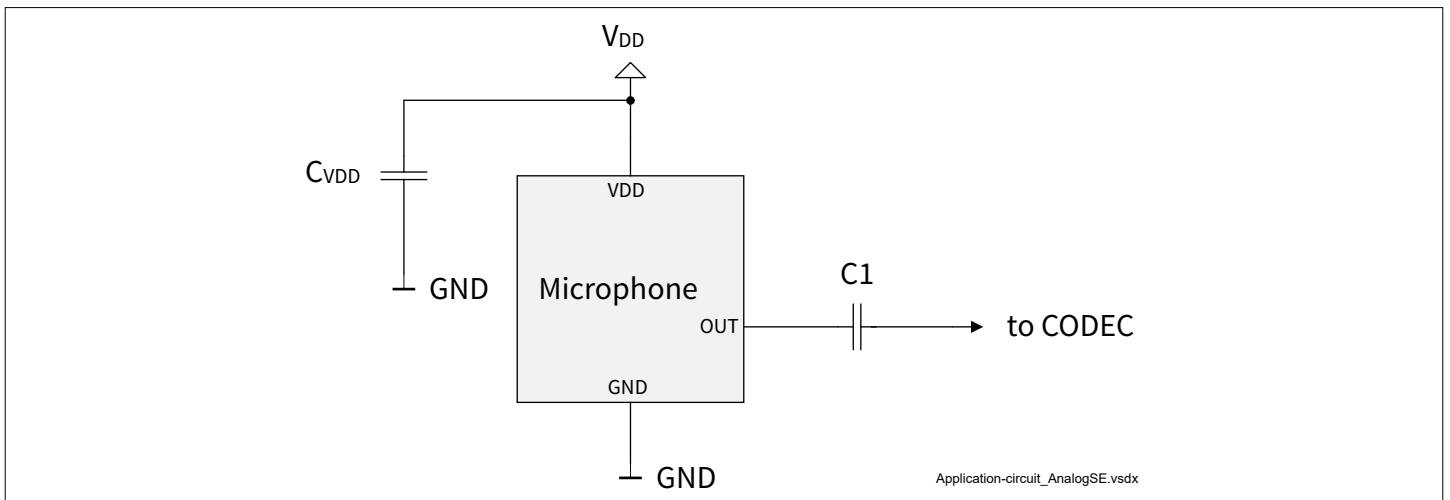 VDD
CVDD
VDD
GND
Microphone
C1
OUT
to CODEC
GND
GND
Application-circuit_AnalogSE.vsdx